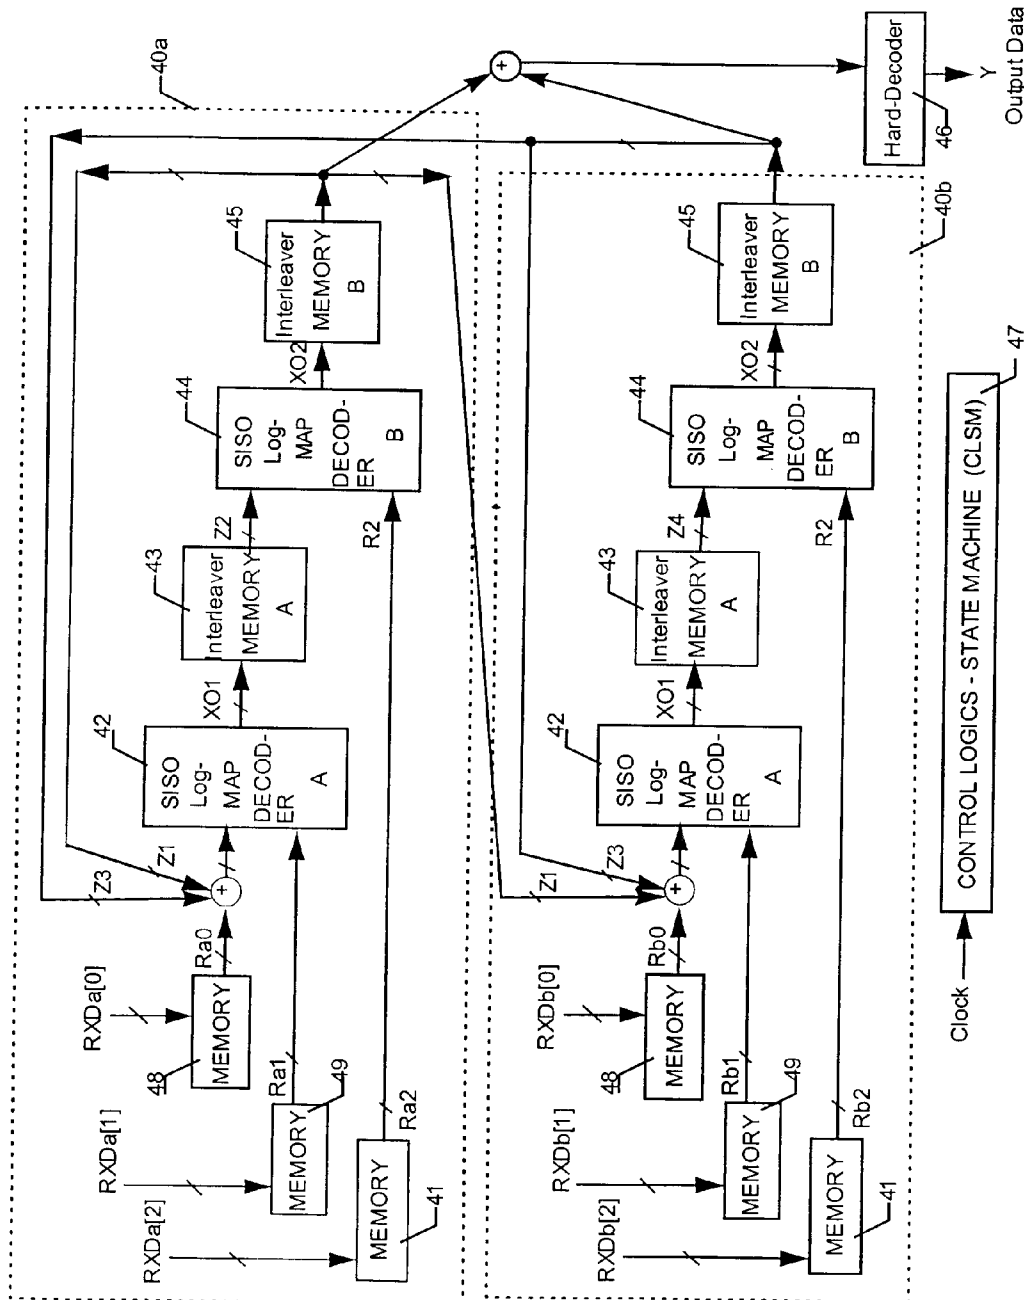 40a
RXDa[0]
RXDa[1]
RXDa[2]
48
MEMORY
Ra0
49
MEMORY
Ra1
41
MEMORY
Ra2
Z3
Z1
+
42
SISO
Log-
MAP
DECOD-
ER
A
XO1
43
Interleaver
MEMORY
A
Z2
R2
44
SISO
Log-
MAP
DECOD-
ER
B
XO2
45
Interleaver
MEMORY
B
+
Hard-Decoder
46
Y
Output Data
40b
RXDb[0]
RXDb[1]
RXDb[2]
48
MEMORY
Rb0
49
MEMORY
Rb1
41
MEMORY
Rb2
Z1
Z3
+
42
SISO
Log-
MAP
DECOD-
ER
A
XO1
43
Interleaver
MEMORY
A
Z4
R2
44
SISO
Log-
MAP
DECOD-
ER
B
XO2
45
Interleaver
MEMORY
B
Clock
CONTROL LOGICS - STATE MACHINE (CLSM)
47